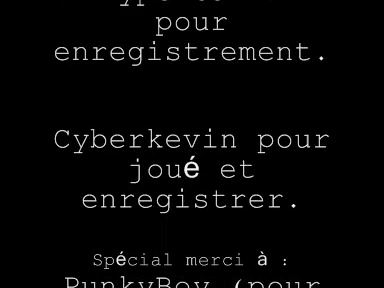 pour
enregistrement.
Cyberkevin pour
joué et
enregistrer.
Spécial merci à :
PunkyBoy (pour